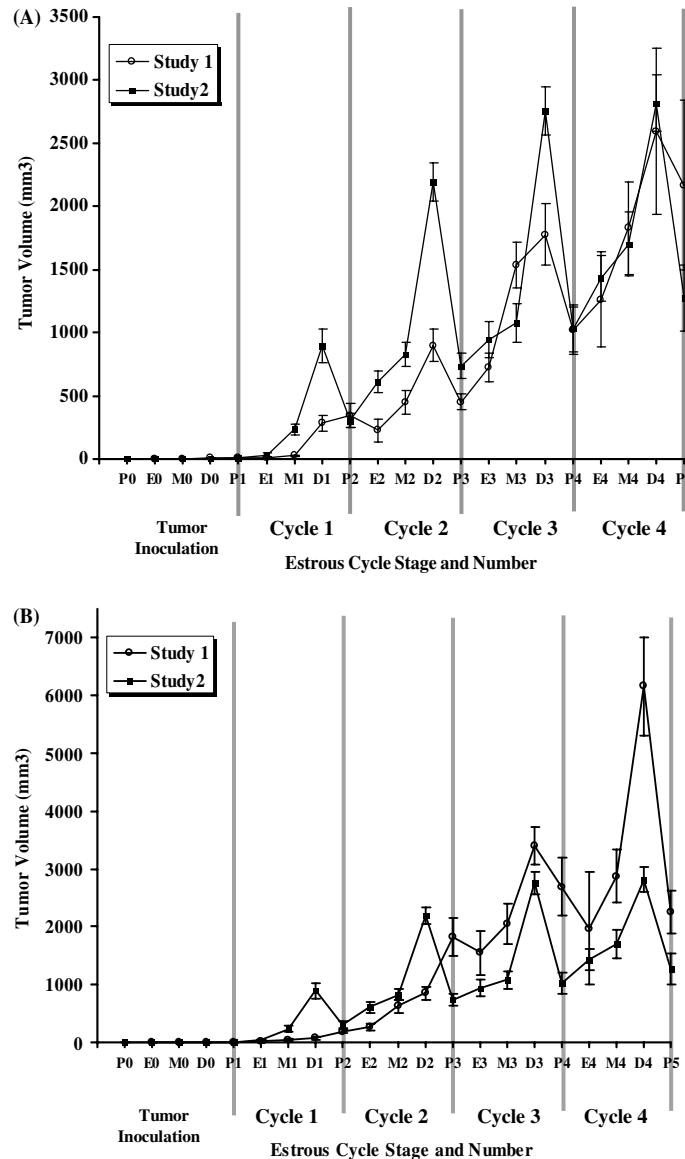 (A)
3500
3000
2500
2000
1500
1000
500
0
Tumor Volume (mm3)
Study 1
Study2
P0 E0 M0 D0 P1 E1 M1 D1 P2 E2 M2 D2 P3 E3 M3 D3 P4 E4 M4 D4 P
Tumor Inoculation
Cycle 1 Cycle 2 Cycle 3 Cycle 4
Estrous Cycle Stage and Number
(B)
7000
6000
5000
4000
3000
2000
1000
0
Tumor Volume (mm3)
Study 1
Study2
P0 E0 M0 D0 P1 E1 M1 D1 P2 E2 M2 D2 P3 E3 M3 D3 P4 E4 M4 D4 P5
Tumor Inoculation
Cycle 1 Cycle 2 Cycle 3 Cycle 4
Estrous Cycle Stage and Number